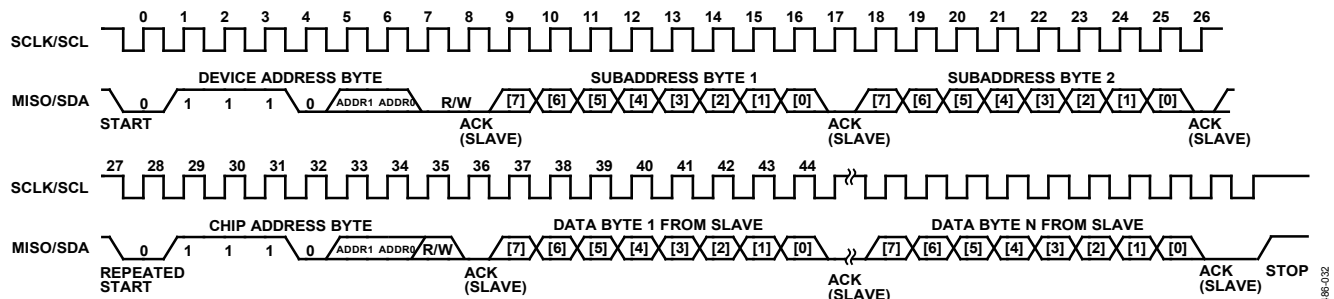 0 1 2 3 4 5 6 7 8 9 10 11 12 13 14 15 16 17 18 19 20 21 22 23 24 25 26
SCLK/SCL
DEVICE ADDRESS BYTE SUBADDRESS BYTE 1 SUBADDRESS BYTE 2
MISO/SDA 0 1 1 1 0 ADDR1 ADDR0 R/W [7] [6] [5] [4] [3] [2] [1] [0] [7] [6] [5] [4] [3] [2] [1] [0]
START ACK (SLAVE) ACK (SLAVE) ACK (SLAVE)
27 28 29 30 31 32 33 34 35 36 37 38 39 40 41 42 43 44
SCLK/SCL
CHIP ADDRESS BYTE DATA BYTE 1 FROM SLAVE DATA BYTE N FROM SLAVE
MISO/SDA 0 1 1 1 0 ADDR1 ADDR0 R/W [7] [6] [5] [4] [3] [2] [1] [0] [7] [6] [5] [4] [3] [2] [1] [0]
REPEATED START ACK (SLAVE) ACK (SLAVE) ACK (SLAVE) STOP
86-032